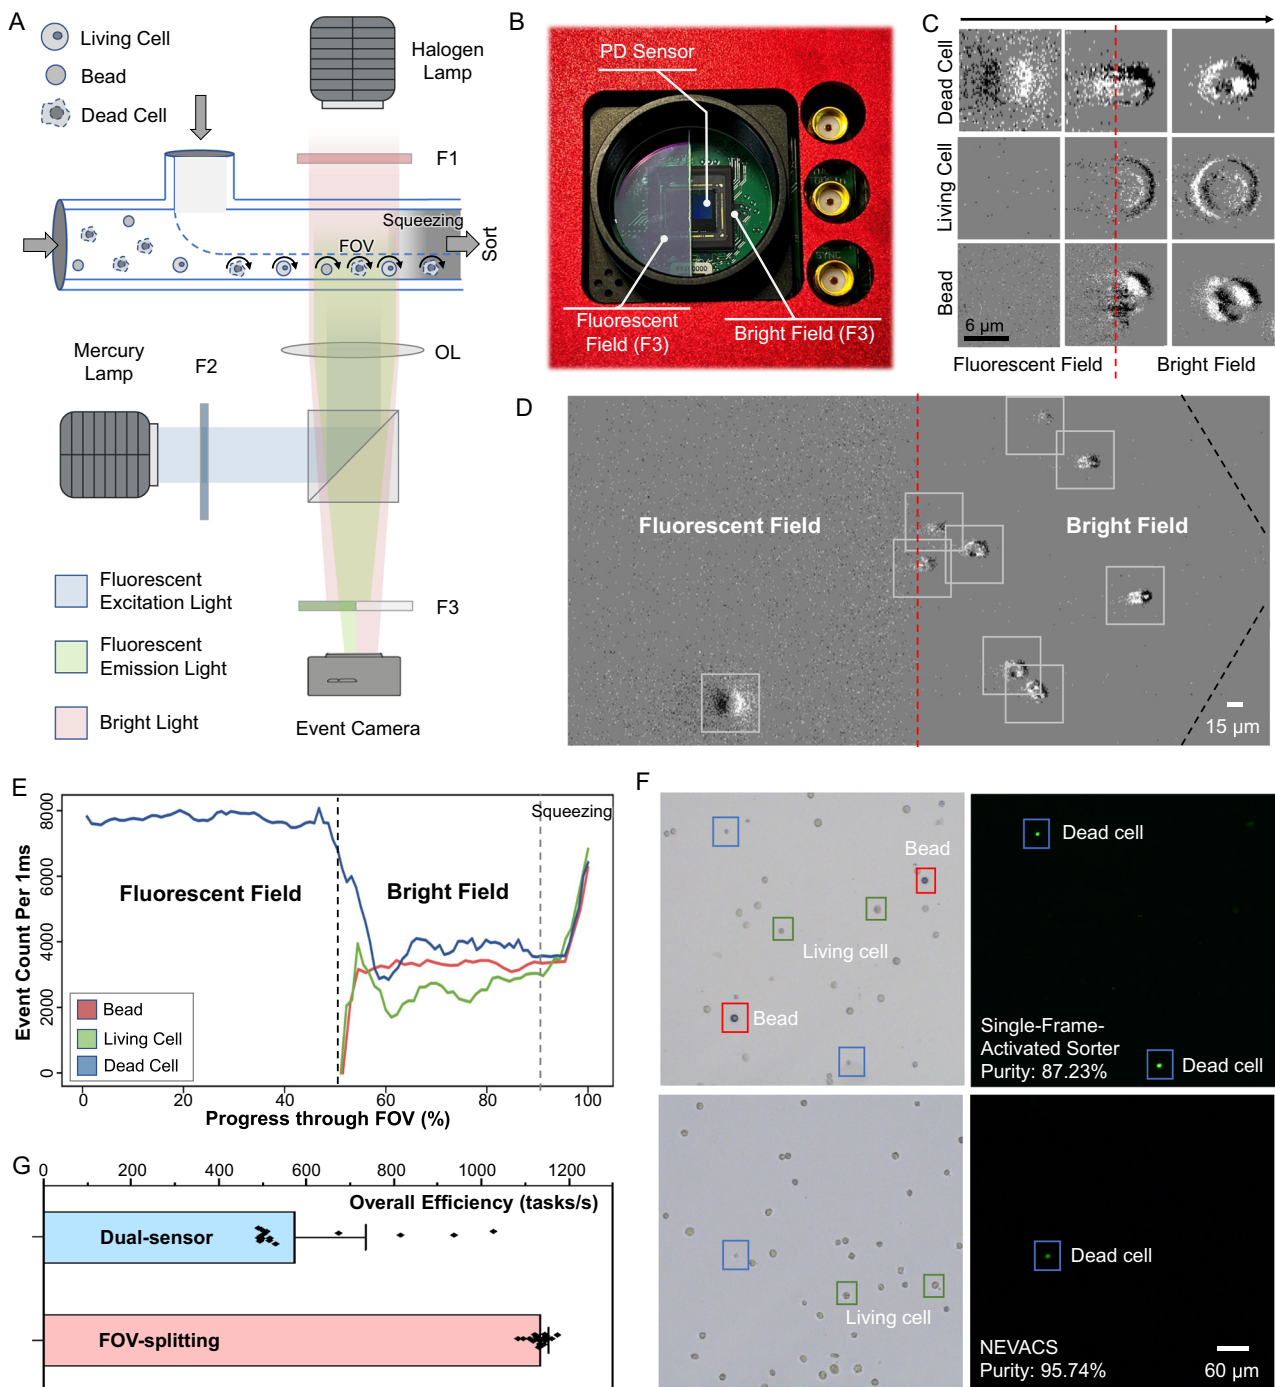 A
Living Cell
Bead
Dead Cell
Halogen
Lamp
F1
Squeezing
FOV
Sort
OL
Mercury
Lamp
F2
Fluorescent
Excitation Light
Fluorescent
Emission Light
Bright Light
F3
Event Camera
B
PD Sensor
Fluorescent
Field (F3)
Bright Field (F3)
SYNC
C
Dead Cell
Living Cell
Bead
6 µm
Fluorescent Field
Bright Field
D
Fluorescent Field
Bright Field
15 µm
E
Event Count Per 1ms
8000
6000
4000
2000
0
Squeezing
Fluorescent Field
Bright Field
Bead
Living Cell
Dead Cell
0 20 40 60 80 100
Progress through FOV (%)
F
Bead
Living cell
Bead
Dead cell
Single-Frame-
Activated Sorter
Purity: 87.23%
Dead cell
Living cell
Dead cell
NEVACS
Purity: 95.74%
60 µm
G
0 200 400 600 800 1000 1200
Overall Efficiency (tasks/s)
Dual-sensor
FOV-splitting